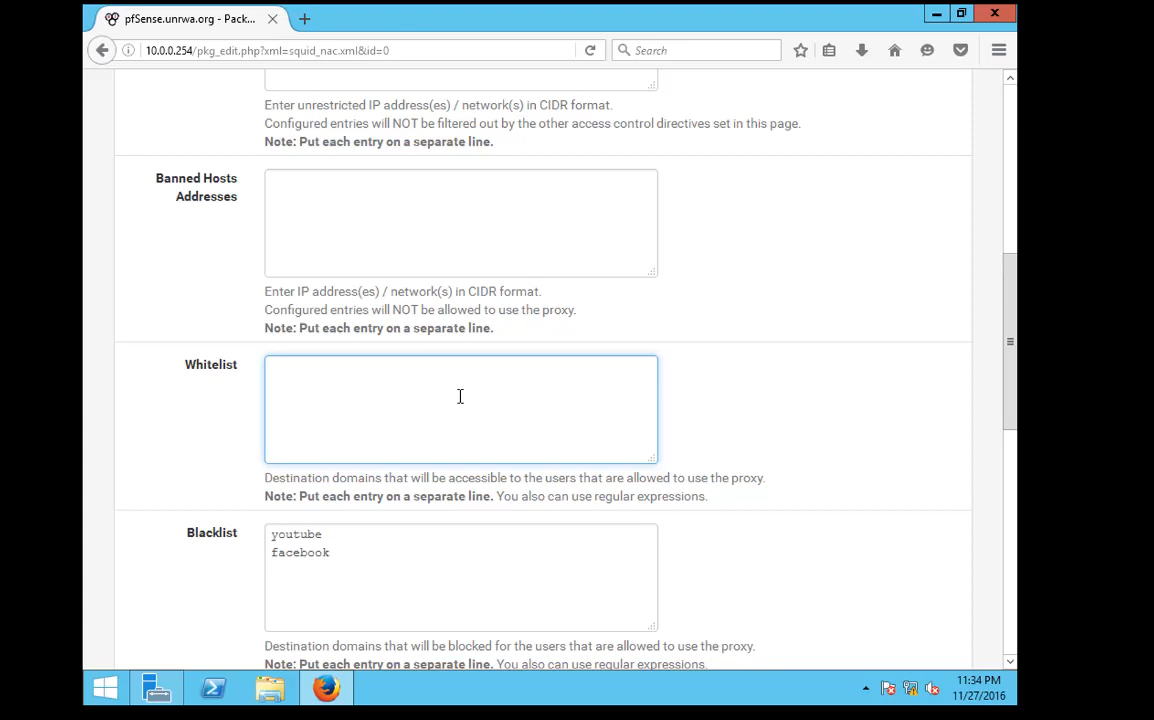 pfSense.unrwa.org - Pack...
10.0.0.254/pkg_edit.php?xml=squid_nac.xml&id=0
Search
Enter unrestricted IP address(es) / network(s) in CIDR format.
Configured entries will NOT be filtered out by the other access control directives set in this page.
Note: Put each entry on a separate line.
Banned Hosts
Addresses
Enter IP address(es) / network(s) in CIDR format.
Configured entries will NOT be allowed to use the proxy.
Note: Put each entry on a separate line.
Whitelist
Destination domains that will be accessible to the users that are allowed to use the proxy.
Note: Put each entry on a separate line. You also can use regular expressions.
Blacklist
youtube
facebook
Destination domains that will be blocked for the users that are allowed to use the proxy.
Note: Put each entry on a separate line. You also can use regular expressions.
11:34 PM
11/27/2016